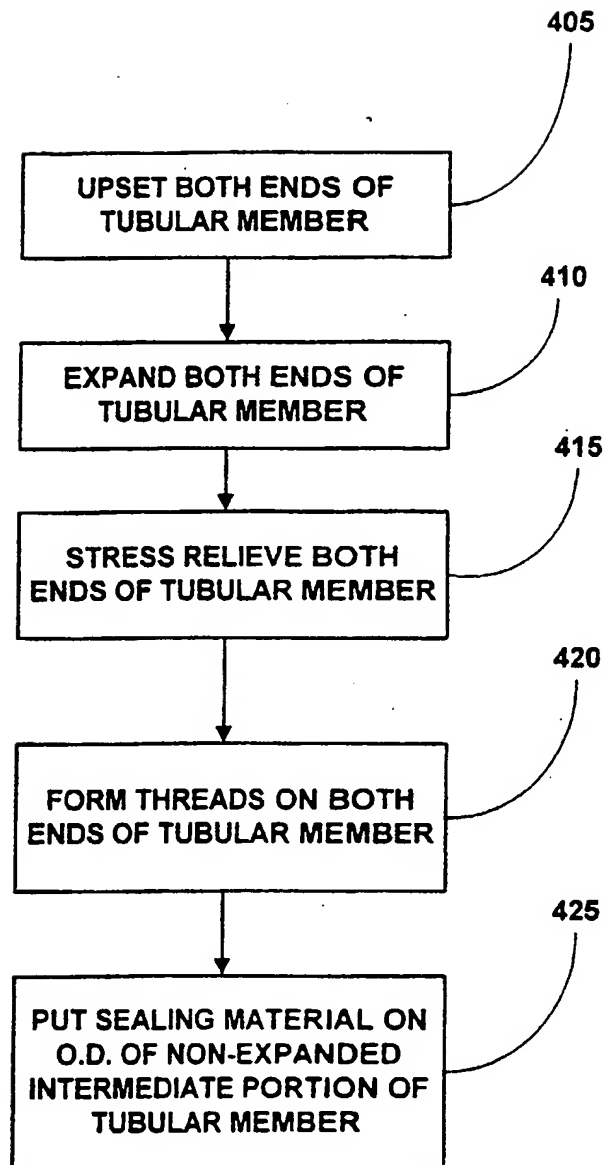 405
UPSET BOTH ENDS OF
TUBULAR MEMBER
410
EXPAND BOTH ENDS OF
TUBULAR MEMBER
415
STRESS RELIEVE BOTH
ENDS OF TUBULAR MEMBER
420
FORM THREADS ON BOTH
ENDS OF TUBULAR MEMBER
425
PUT SEALING MATERIAL ON
O.D. OF NON-EXPANDED
INTERMEDIATE PORTION OF
TUBULAR MEMBER